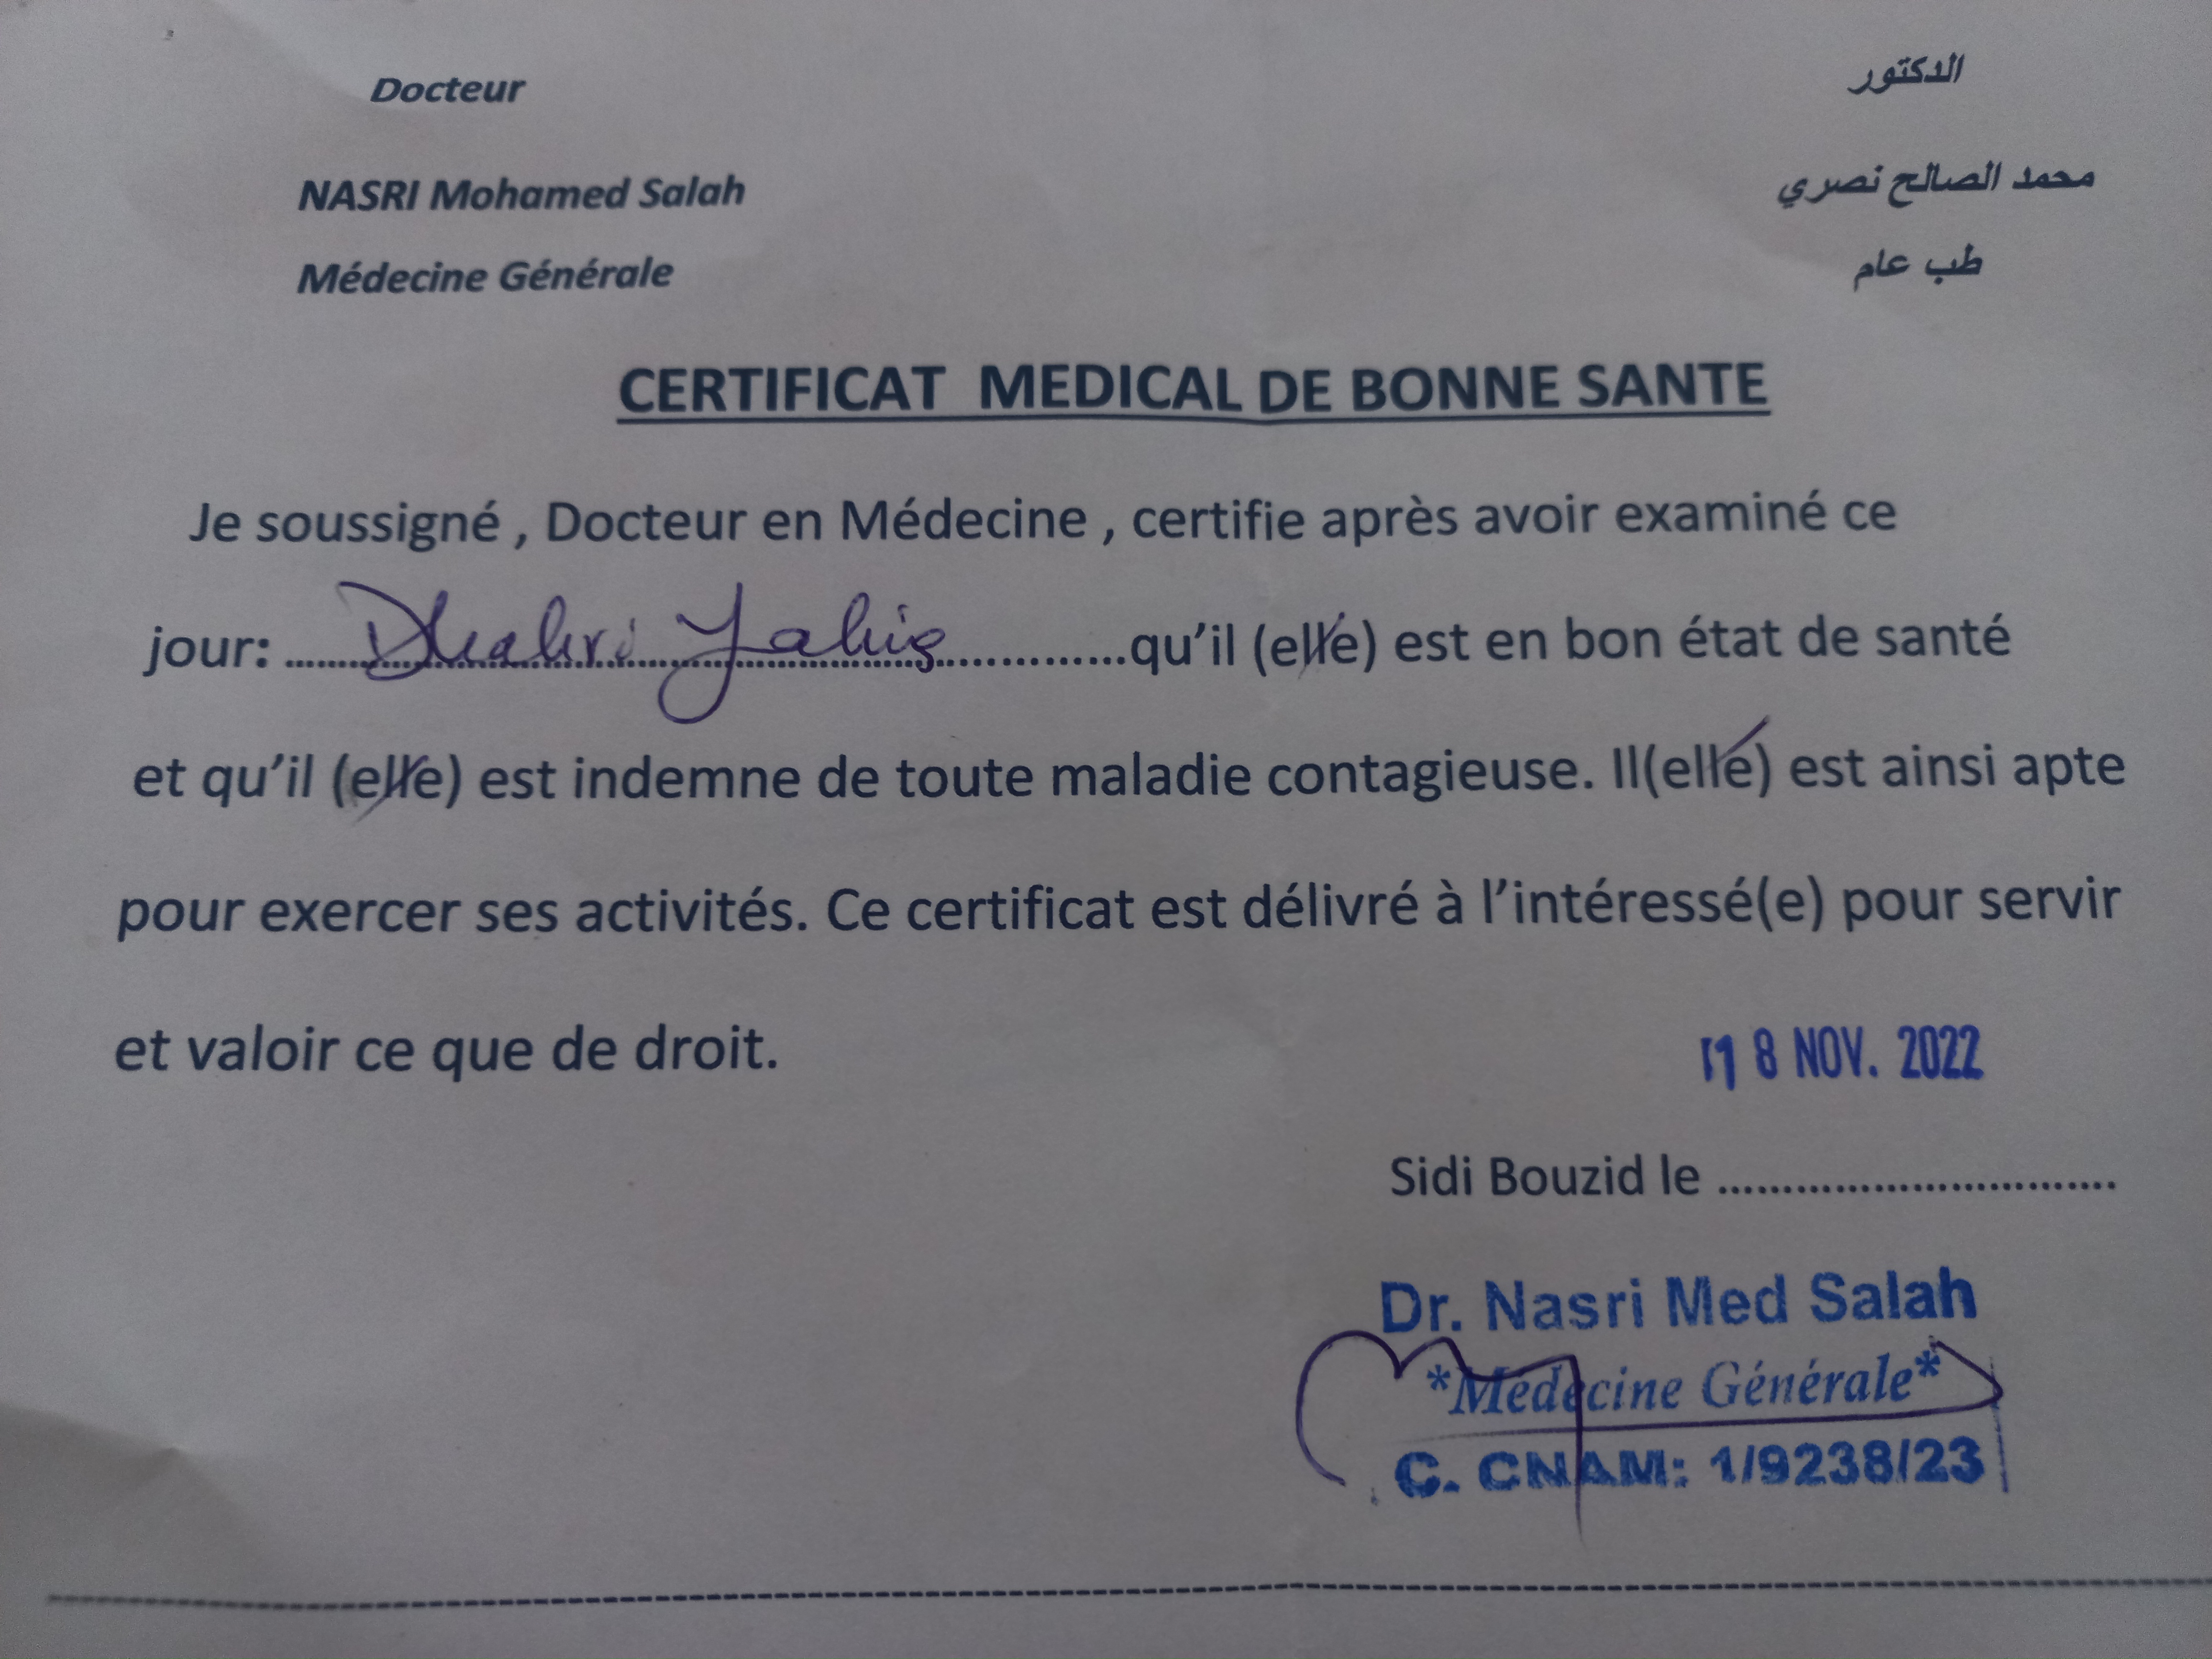 Docteur
الدكتور
NASRI Mohamed Salah
محمد الصالح نصري
Médecine Générale
طب عام
CERTIFICAT MEDICAL DE BONNE SANTE
Je soussigné , Docteur en Médecine , certifie après avoir examiné ce
jour: ......Dhahri Yahia......qu’il (elle) est en bon état de santé
et qu’il (elle) est indemne de toute maladie contagieuse. Il(elle) est ainsi apte
pour exercer ses activités. Ce certificat est délivré à l’intéressé(e) pour servir
et valoir ce que de droit.
18 NOV. 2022
Sidi Bouzid le ..............................
Dr. Nasri Med Salah
*Médecine Générale*
C. CNAM: 1/9238/23